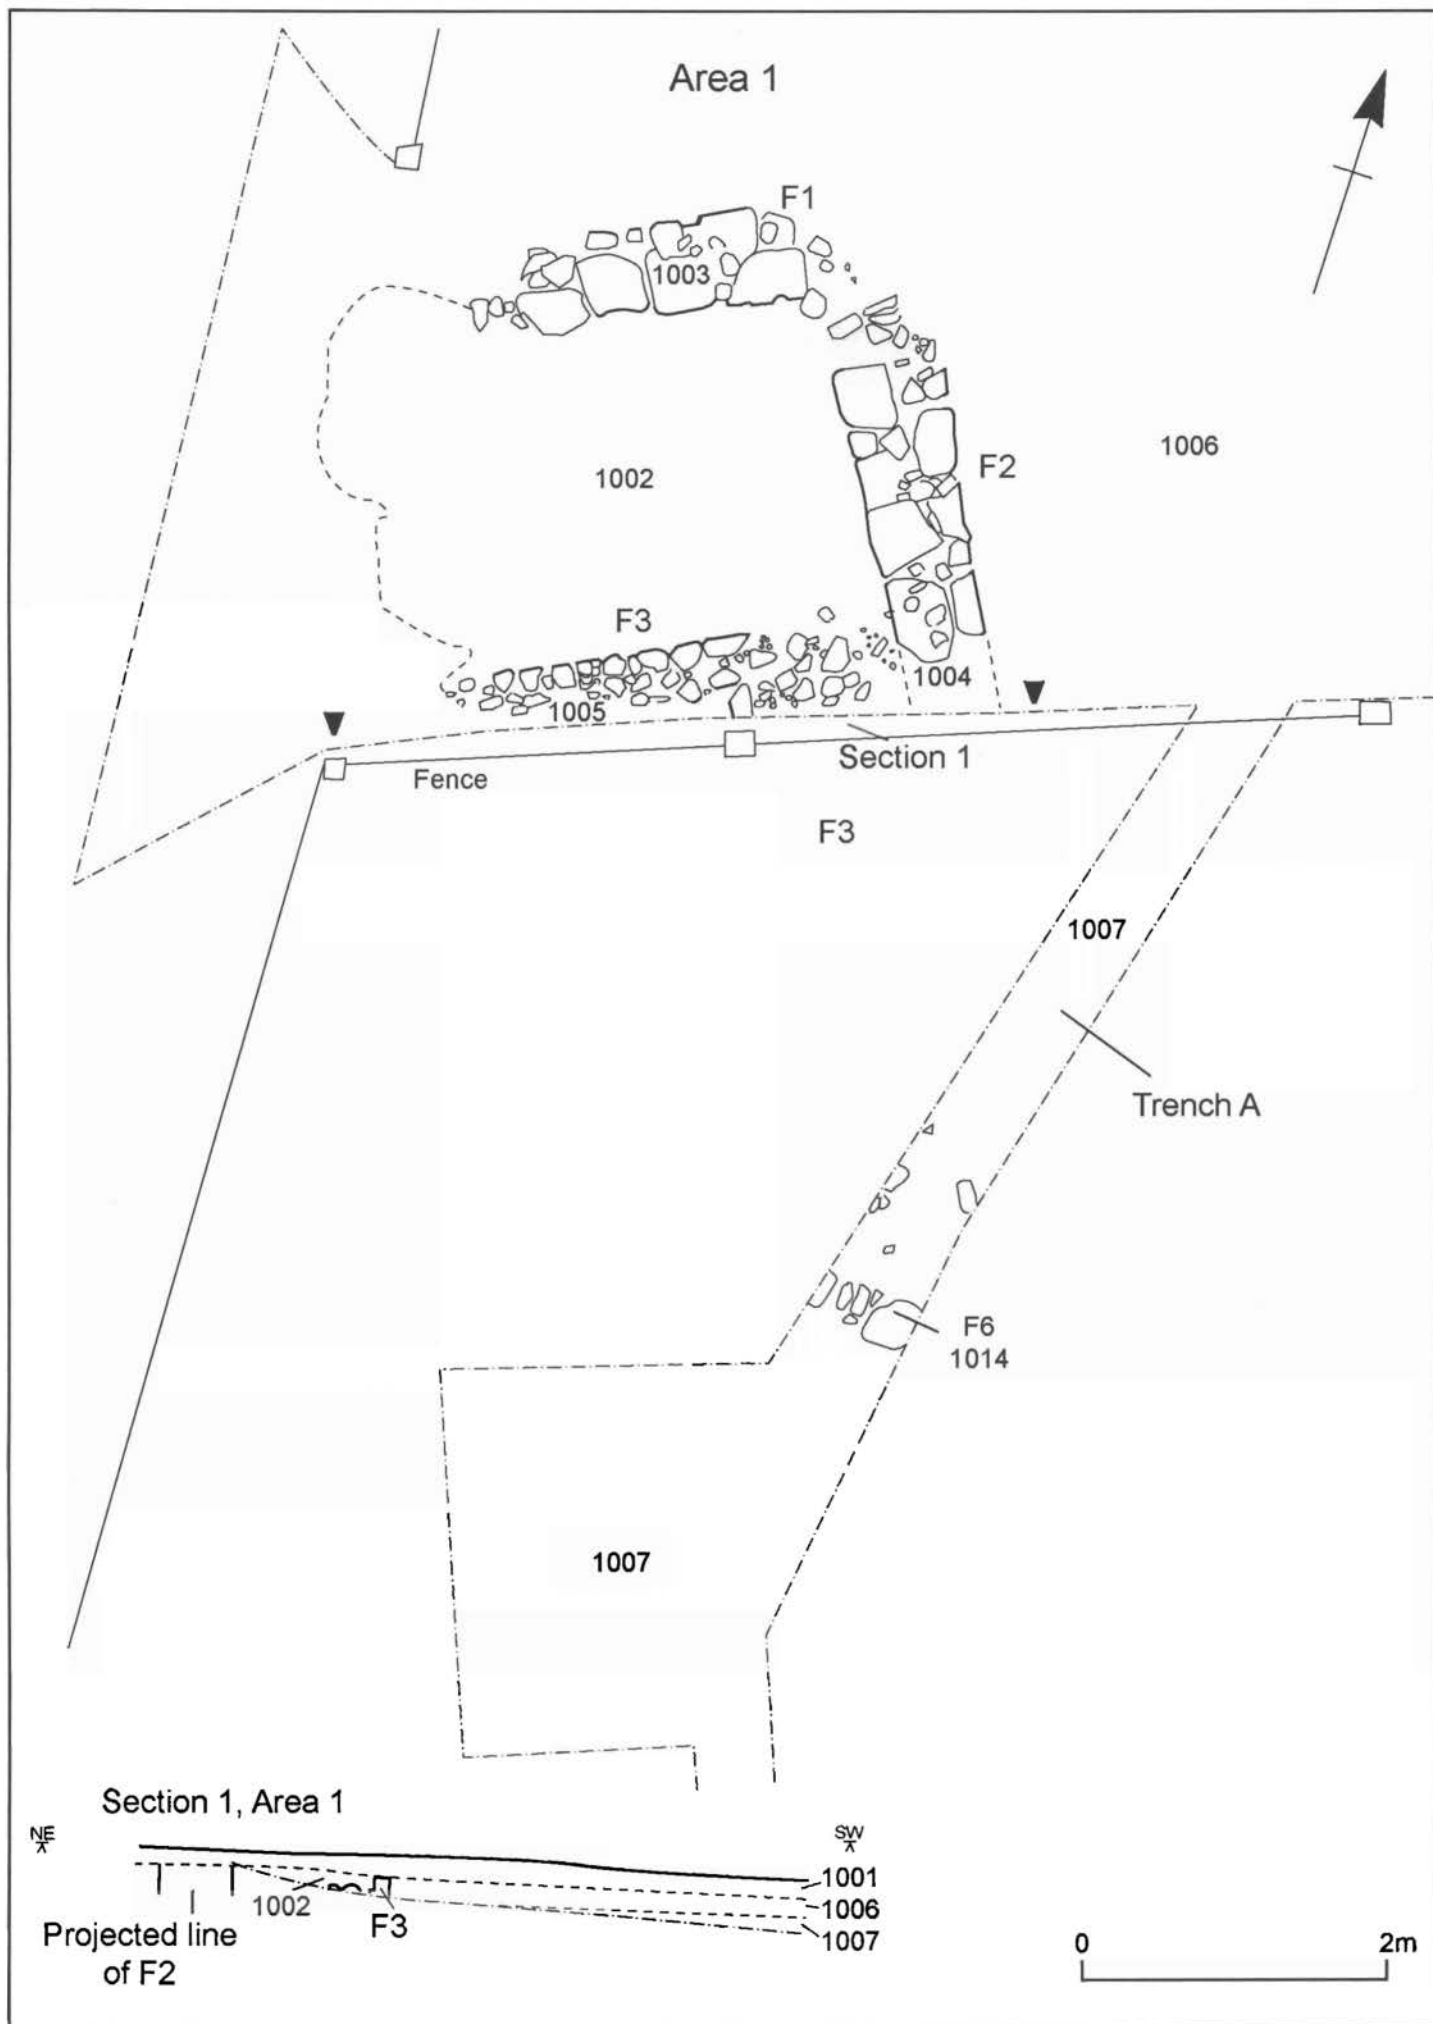 Area 1
F1
1003
1002
F2
1006
F3
1004
1005
Section 1
Fence
F3
1007
Trench A
F6
1014
1007
Section 1, Area 1
NE
SW
1001
1002
1006
F3
1007
Projected line
of F2
0 2m